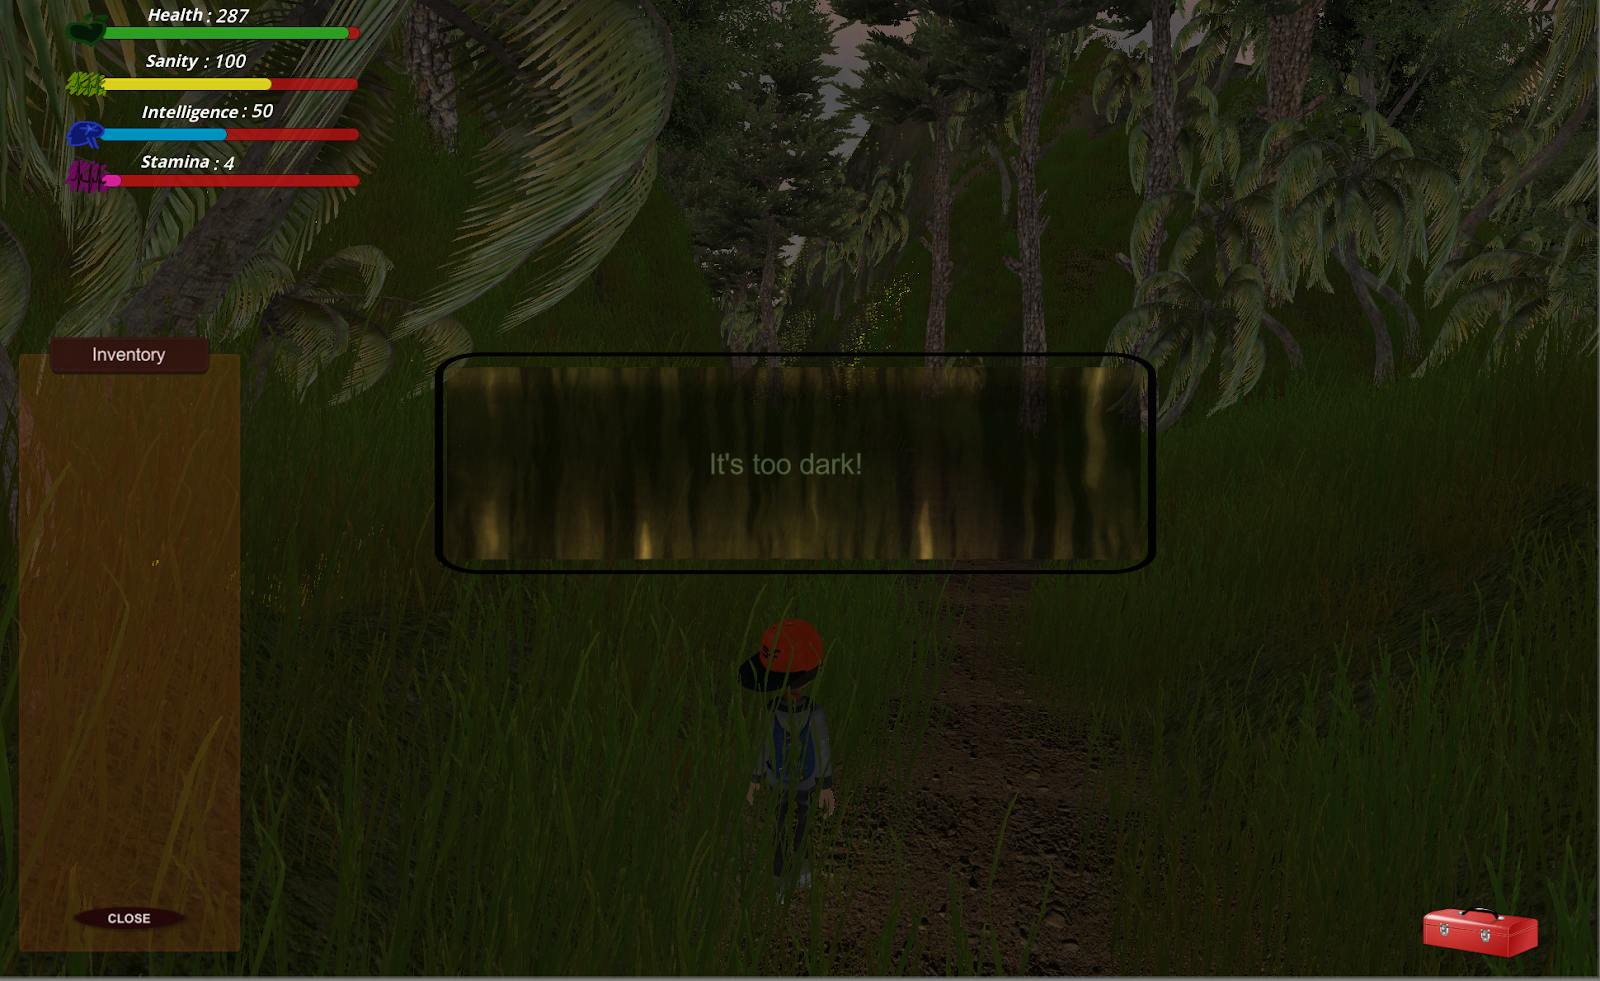 Health : 287
Sanity : 100
Intelligence : 50
Stamina : 4
Inventory
It's too dark!
CLOSE